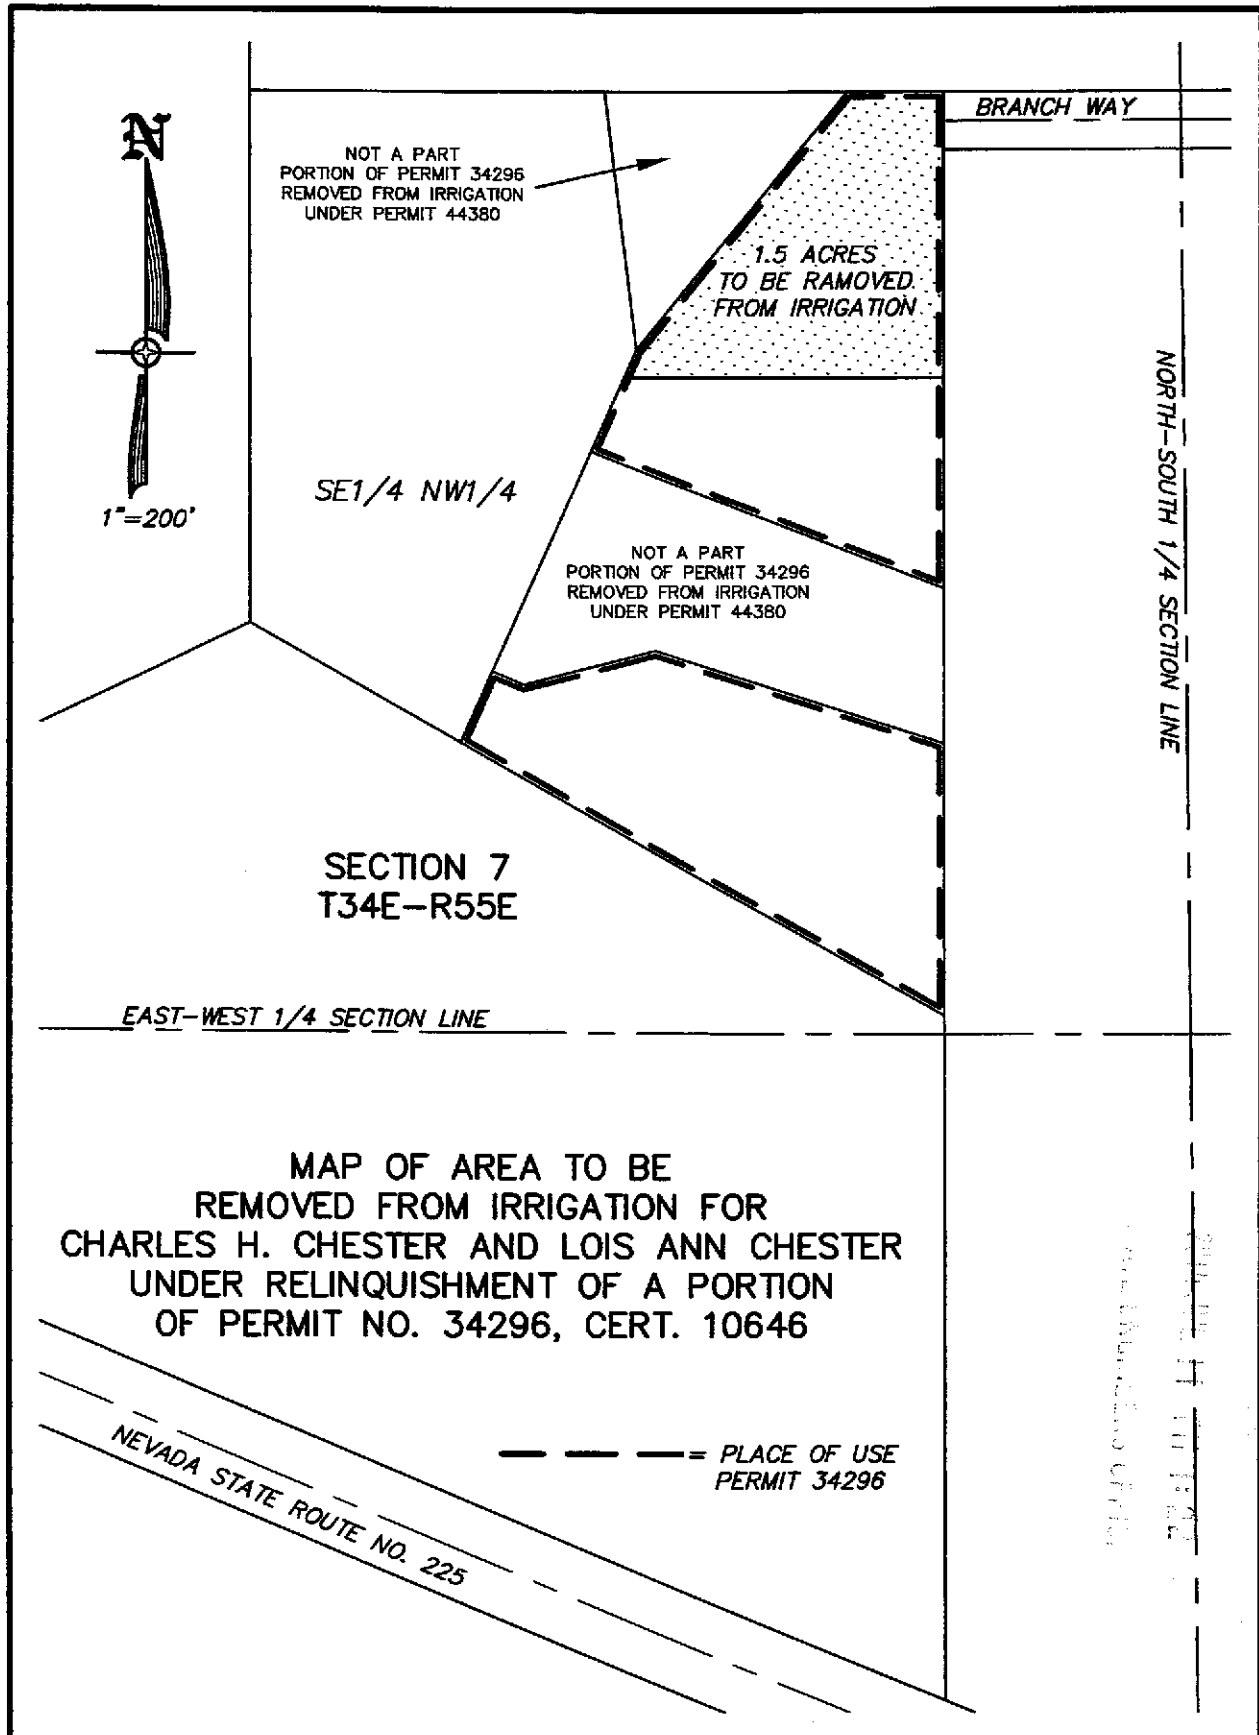 BRANCH WAY
N
NOT A PART
PORTION OF PERMIT 34296
REMOVED FROM IRRIGATION
UNDER PERMIT 44380
1.5 ACRES
TO BE RAMOVED
FROM IRRIGATION
NORTH-SOUTH 1/4 SECTION LINE
SE1/4 NW1/4
1"=200'
NOT A PART
PORTION OF PERMIT 34296
REMOVED FROM IRRIGATION
UNDER PERMIT 44380
SECTION 7
T34E-R55E
EAST-WEST 1/4 SECTION LINE
MAP OF AREA TO BE
REMOVED FROM IRRIGATION FOR
CHARLES H. CHESTER AND LOIS ANN CHESTER
UNDER RELINQUISHMENT OF A PORTION
OF PERMIT NO. 34296, CERT. 10646
= PLACE OF USE
PERMIT 34296
NEVADA STATE ROUTE NO. 225